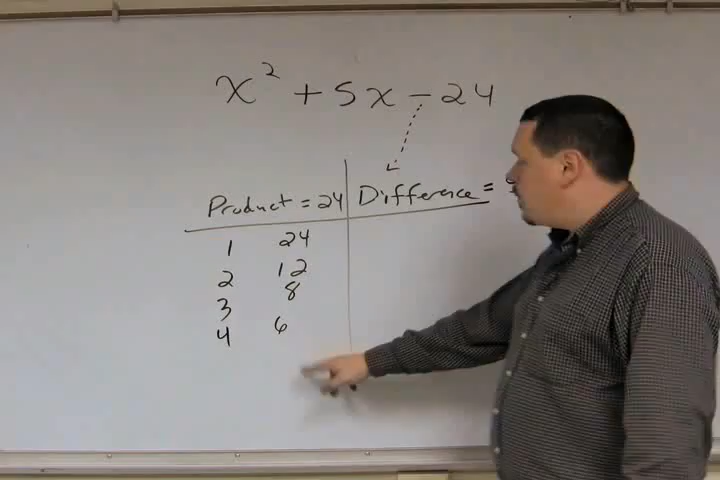 x² + 5x - 24
Product = 24 Difference =
1 24
2 12
3 8
4 6